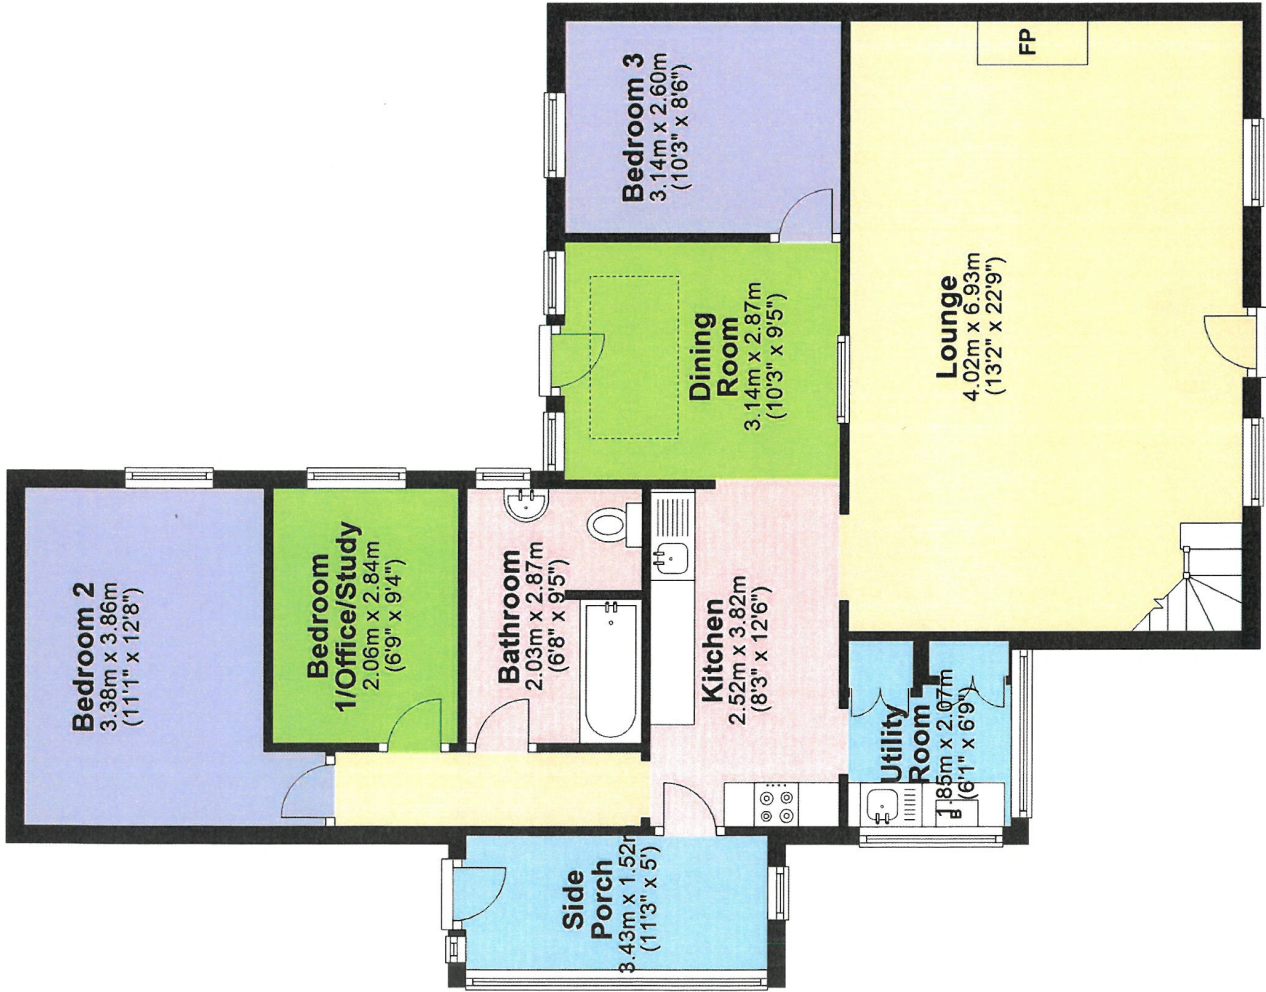 Bedroom 2
3.38m x 3.86m
(11'1" x 12'8")
Bedroom
1/Office/Study
2.06m x 2.84m
(6'9" x 9'4")
Bathroom
2.03m x 2.87m
(6'8" x 9'5")
Side
Porch
3.43m x 1.52m
(11'3" x 5')
Kitchen
2.52m x 3.82m
(8'3" x 12'6")
Utility
Room
1.85m x 2.07m
(6'1" x 6'9")
B
Bedroom 3
3.14m x 2.60m
(10'3" x 8'6")
Dining
Room
3.14m x 2.87m
(10'3" x 9'5")
Lounge
4.02m x 6.93m
(13'2" x 22'9")
FP